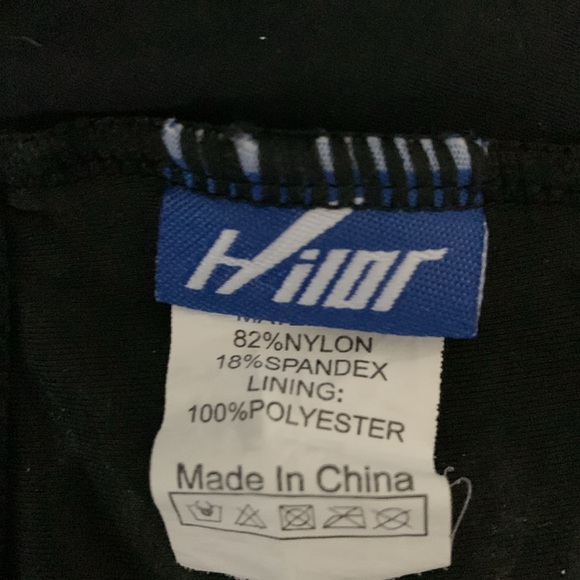 Hilor
82%NYLON
18%SPANDEX
LINING:
100%POLYESTER
Made In China